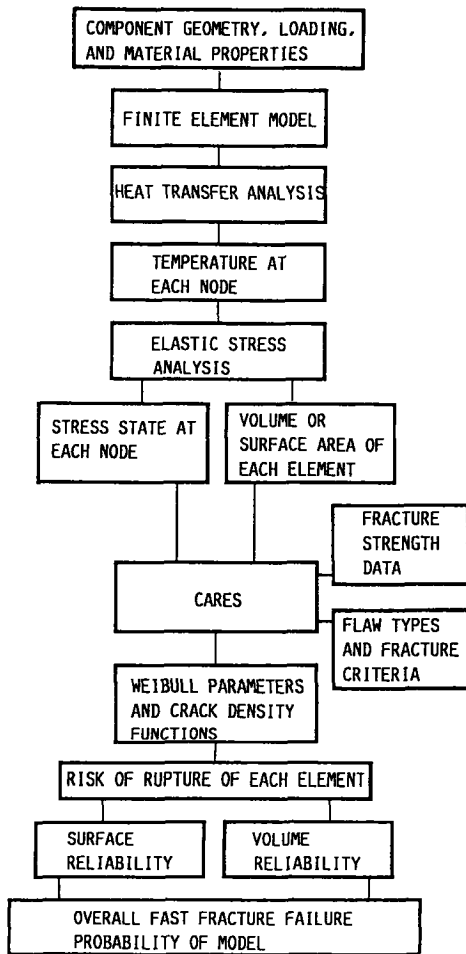 COMPONENT GEOMETRY, LOADING,
AND MATERIAL PROPERTIES
FINITE ELEMENT MODEL
HEAT TRANSFER ANALYSIS
TEMPERATURE AT
EACH NODE
ELASTIC STRESS
ANALYSIS
STRESS STATE AT
EACH NODE
VOLUME OR
SURFACE AREA OF
EACH ELEMENT
FRACTURE
STRENGTH
DATA
CARES
FLAW TYPES
AND FRACTURE
CRITERIA
WEIBULL PARAMETERS
AND CRACK DENSITY
FUNCTIONS
RISK OF RUPTURE OF EACH ELEMENT
SURFACE
RELIABILITY
VOLUME
RELIABILITY
OVERALL FAST FRACTURE FAILURE
PROBABILITY OF MODEL